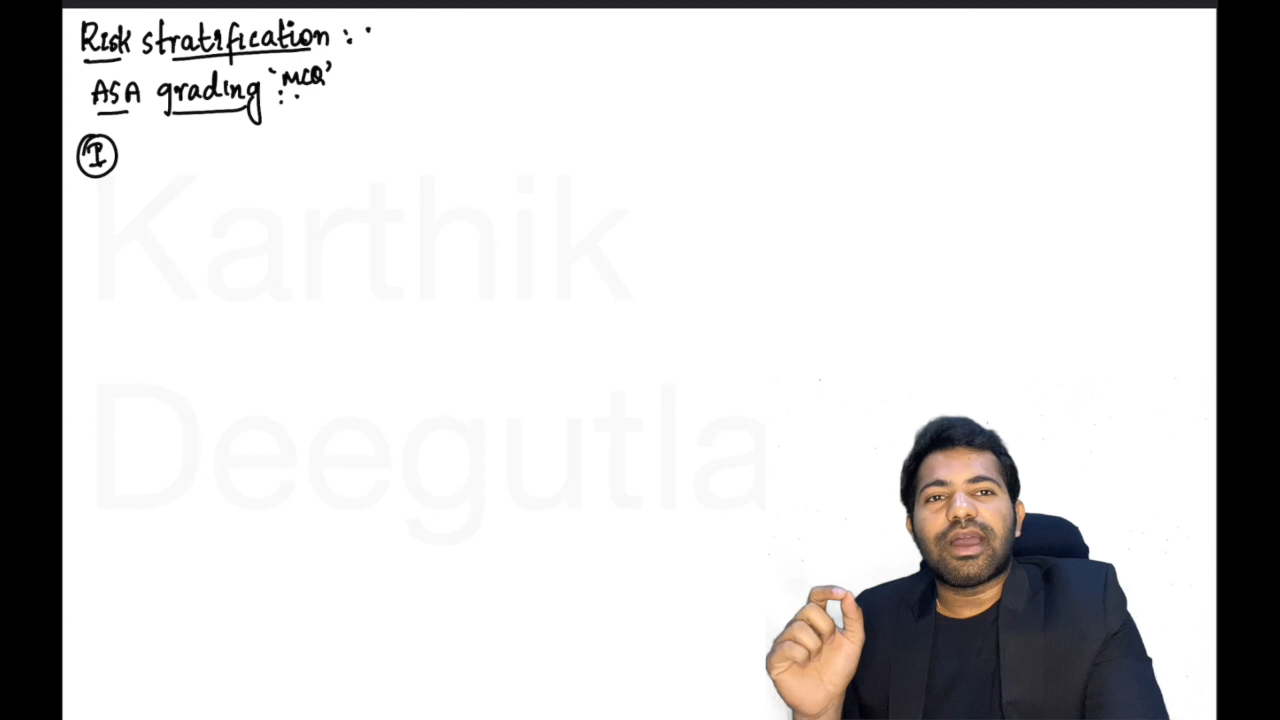 Risk stratification :
ASA grading : 'MCQ'
I
Karthik
Deegutla